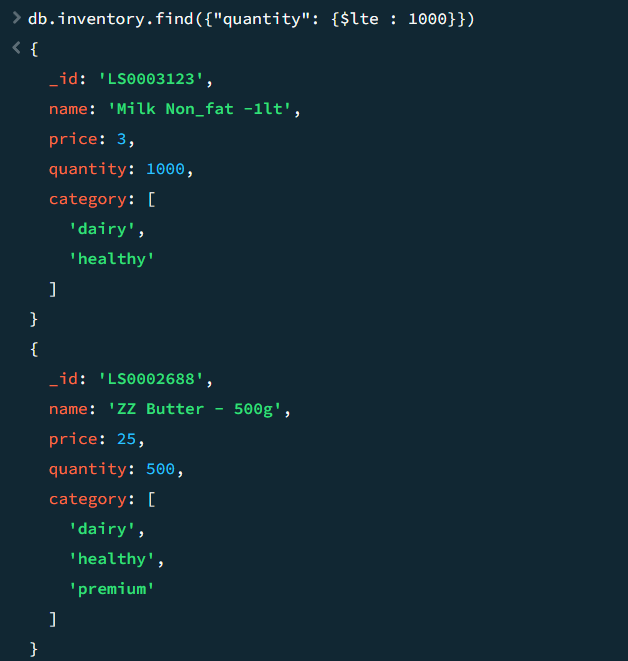 db.inventory.find({"quantity": {$lte : 1000}})
{
_id: 'LS0003123',
name: 'Milk Non_fat -1lt',
price: 3,
quantity: 1000,
category: [
'dairy',
'healthy'
]
}
{
_id: 'LS0002688',
name: 'ZZ Butter - 500g',
price: 25,
quantity: 500,
category: [
'dairy',
'healthy',
'premium'
]
}